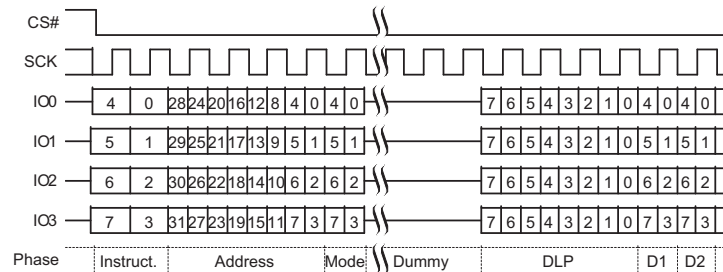 CS#
SCK
IO0 4 0 28 24 20 16 12 8 4 0 4 0 7 6 5 4 3 2 1 0 4 0 4 0
IO1 5 1 29 25 21 17 13 9 5 1 5 1 7 6 5 4 3 2 1 0 5 1 5 1
IO2 6 2 30 26 22 18 14 10 6 2 6 2 7 6 5 4 3 2 1 0 6 2 6 2
IO3 7 3 31 27 23 19 15 11 7 3 7 3 7 6 5 4 3 2 1 0 7 3 7 3
Phase Instruct. Address Mode Dummy DLP D1 D2